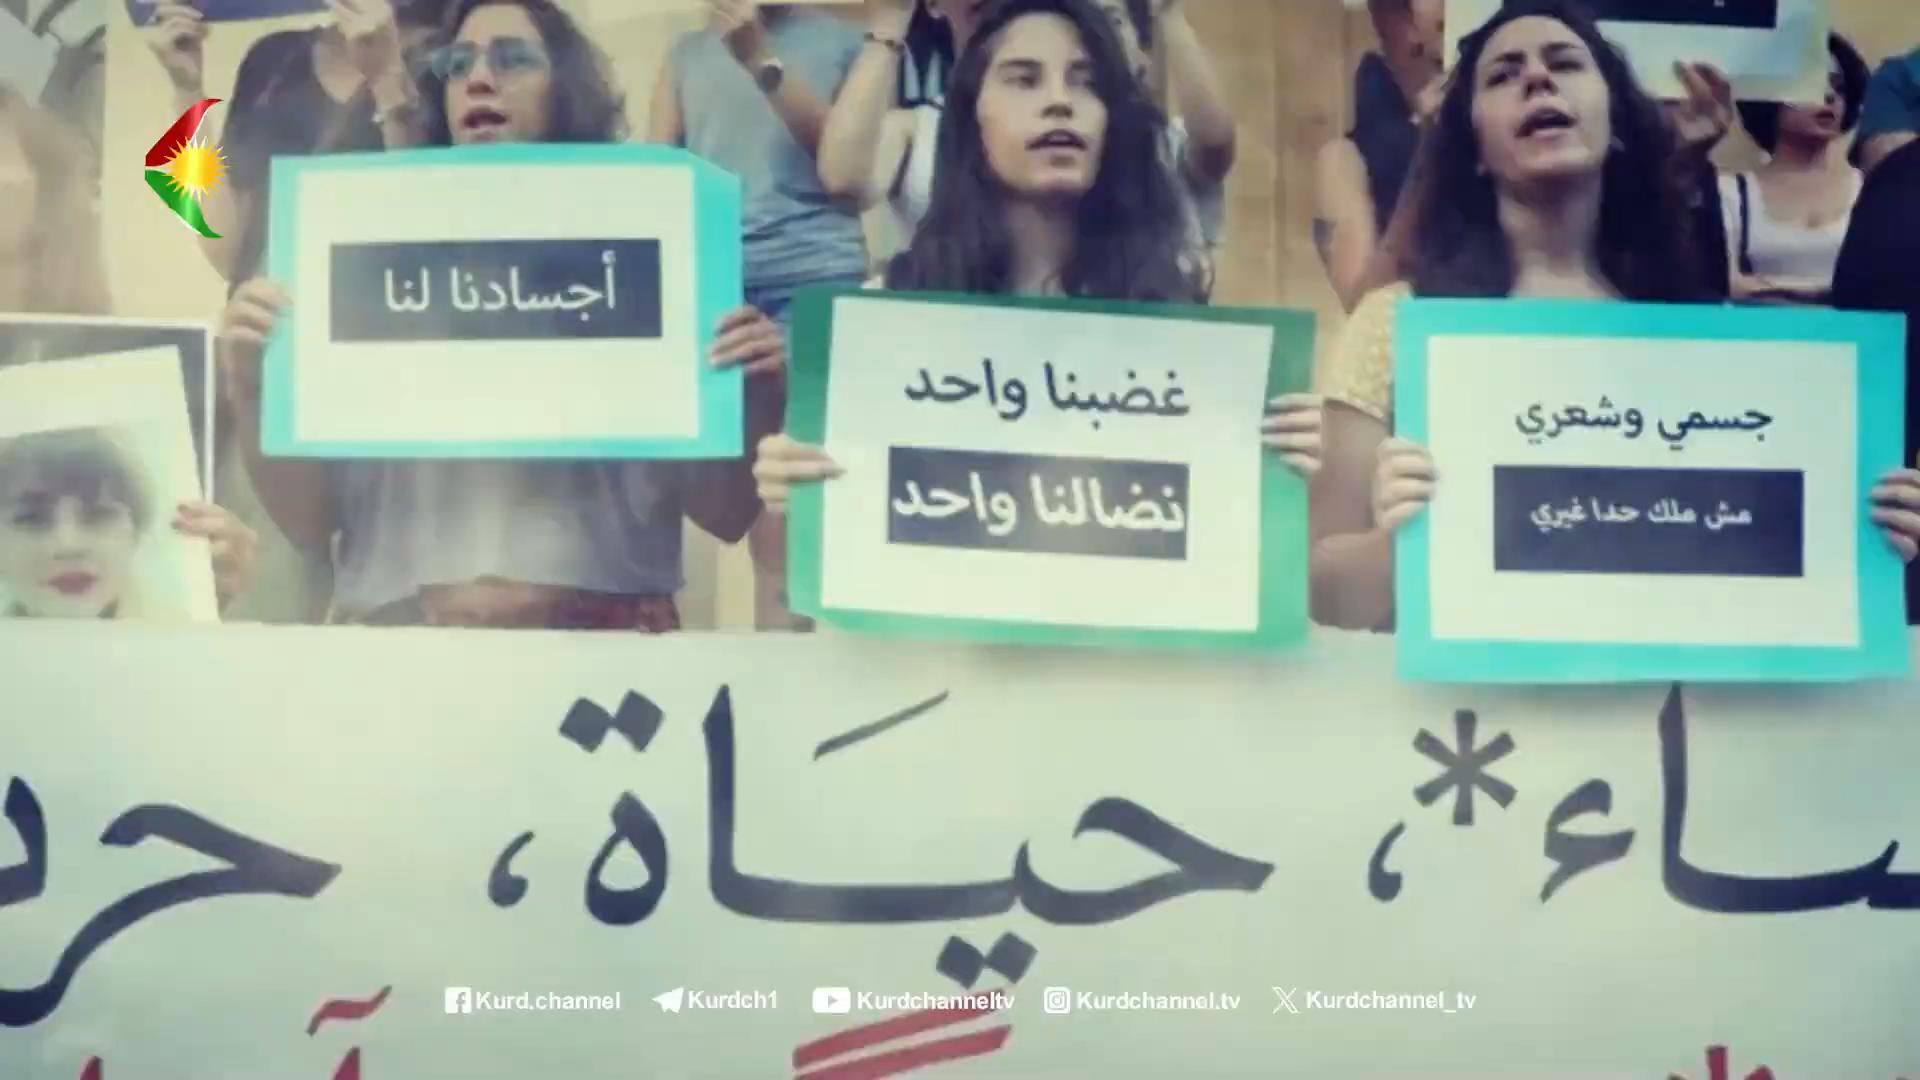 أجسادنا لنا
غضبنا واحد
نضالنا واحد
جسمي وشعري
مش ملك حدا غيري
حياة،
Kurd.channel Kurdch1 Kurdchanneltv Kurdchannel.tv Kurdchannel_tv